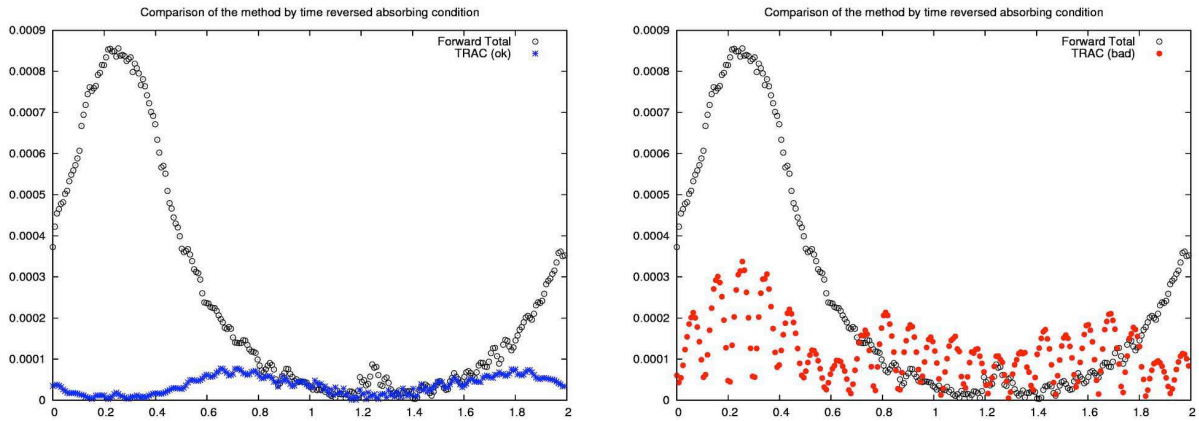 Comparison of the method by time reversed absorbing condition
0.0009
0.0008
0.0007
0.0006
0.0005
0.0004
0.0003
0.0002
0.0001
0
Forward Total
TRAC (ok)
0 0.2 0.4 0.6 0.8 1 1.2 1.4 1.6 1.8 2
Comparison of the method by time reversed absorbing condition
0.0009
0.0008
0.0007
0.0006
0.0005
0.0004
0.0003
0.0002
0.0001
0
Forward Total
TRAC (bad)
0 0.2 0.4 0.6 0.8 1 1.2 1.4 1.6 1.8 2